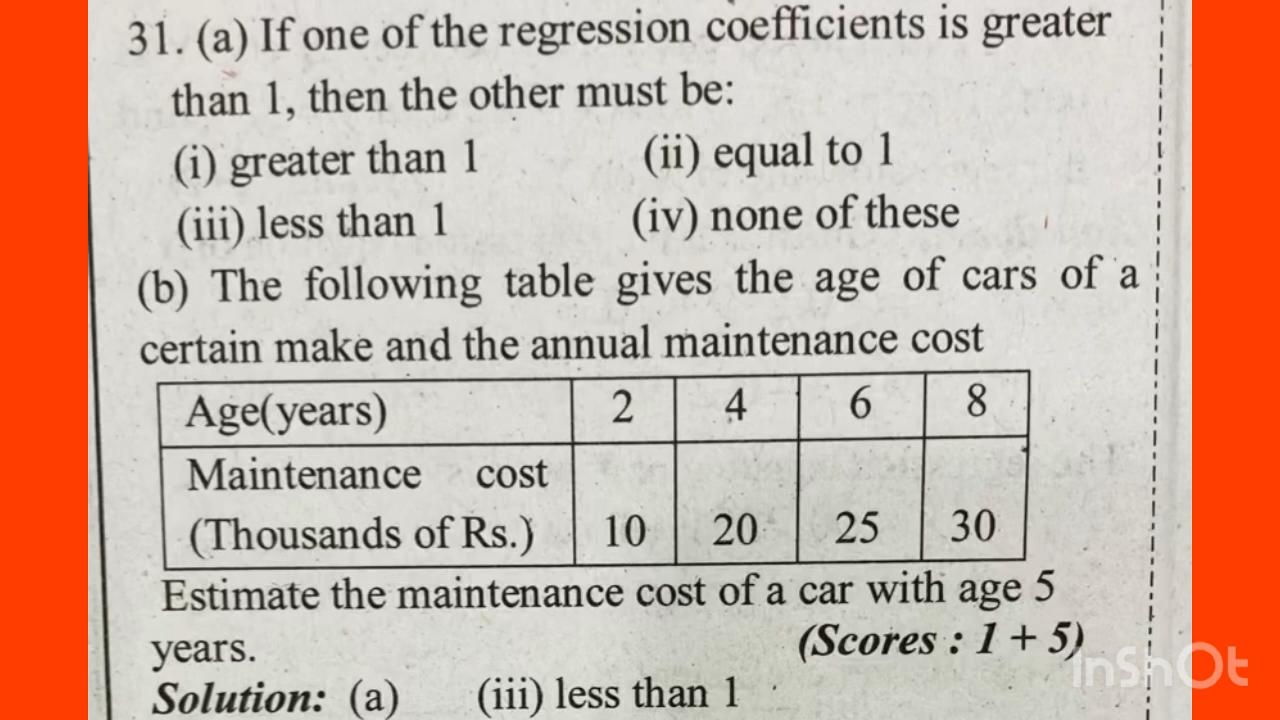 31. (a) If one of the regression coefficients is greater
than 1, then the other must be:
(i) greater than 1 (ii) equal to 1
(iii) less than 1 (iv) none of these
(b) The following table gives the age of cars of a
certain make and the annual maintenance cost
Age(years) 2 4 6 8
Maintenance cost
(Thousands of Rs.) 10 20 25 30
Estimate the maintenance cost of a car with age 5
years. (Scores : 1 + 5)
Solution: (a) (iii) less than 1
InShOt